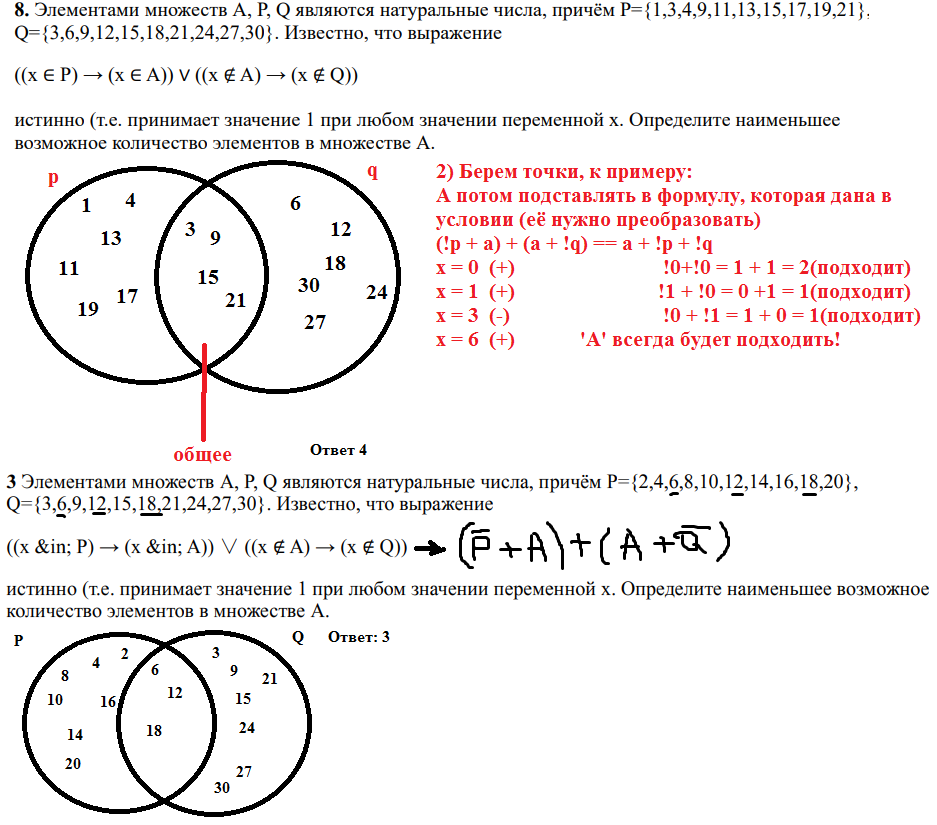 8. Элементами множеств А, P, Q являются натуральные числа, причём P={1,3,4,9,11,13,15,17,19,21},
Q={3,6,9,12,15,18,21,24,27,30}. Известно, что выражение
((x ∈ P) → (x ∈ A)) ∨ ((x ∉ A) → (x ∉ Q))
истинно (т.е. принимает значение 1 при любом значении переменной х. Определите наименьшее
возможное количество элементов в множестве A.
p
q
1
4
13
11
19
17
3
9
15
21
6
12
18
30
24
27
общее
2) Берем точки, к примеру:
А потом подставлять в формулу, которая дана в
условии (её нужно преобразовать)
(!p + a) + (a + !q) == a + !p + !q
x = 0 (+) !0+!0 = 1 + 1 = 2(подходит)
x = 1 (+) !1 + !0 = 0 +1 = 1(подходит)
x = 3 (-) !0 + !1 = 1 + 0 = 1(подходит)
x = 6 (+) 'A' всегда будет подходить!
Ответ 4
3 Элементами множеств А, P, Q являются натуральные числа, причём P={2,4,6,8,10,12,14,16,18,20},
Q={3,6,9,12,15,18,21,24,27,30}. Известно, что выражение
((x &in; P) → (x &in; A)) ∨ ((x ∉ A) → (x ∉ Q)) → (P̅ + A) + (A + Q̅)
истинно (т.е. принимает значение 1 при любом значении переменной х. Определите наименьшее возможное
количество элементов в множестве A.
P
Q
Ответ: 3
2
4
8
10
16
14
20
6
12
18
3
9
21
15
24
27
30